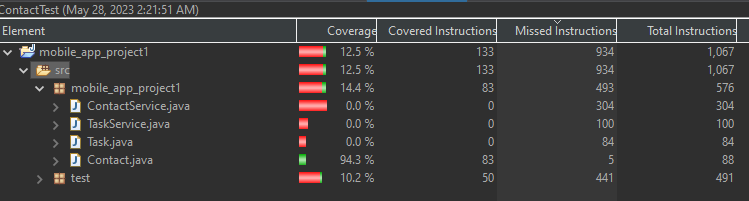 ContactTest (May 28, 2023 2:21:51 AM)
Element Coverage Covered Instructions Missed Instructions Total Instructions
mobile_app_project1 12.5 % 133 934 1,067
src 12.5 % 133 934 1,067
mobile_app_project1 14.4 % 83 493 576
ContactService.java 0.0 % 0 304 304
TaskService.java 0.0 % 0 100 100
Task.java 0.0 % 0 84 84
Contact.java 94.3 % 83 5 88
test 10.2 % 50 441 491